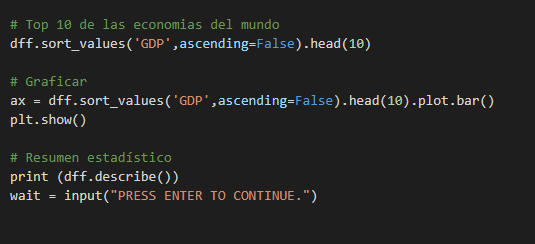 # Top 10 de las economias del mundo
dff.sort_values('GDP',ascending=False).head(10)
# Graficar
ax = dff.sort_values('GDP',ascending=False).head(10).plot.bar()
plt.show()
# Resumen estadístico
print (dff.describe())
wait = input("PRESS ENTER TO CONTINUE.")